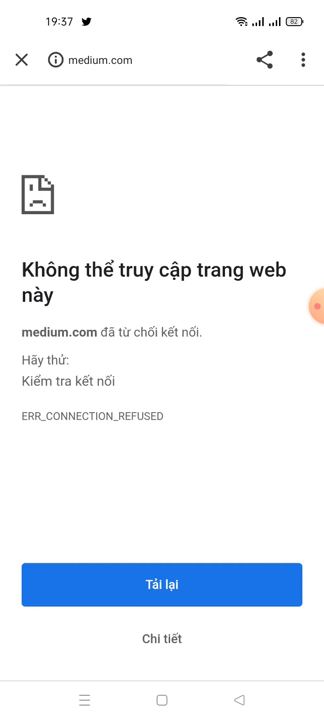 19:37
82
medium.com
Không thể truy cập trang web
này
medium.com đã từ chối kết nối.
Hãy thử:
Kiểm tra kết nối
ERR_CONNECTION_REFUSED
Tải lại
Chi tiết